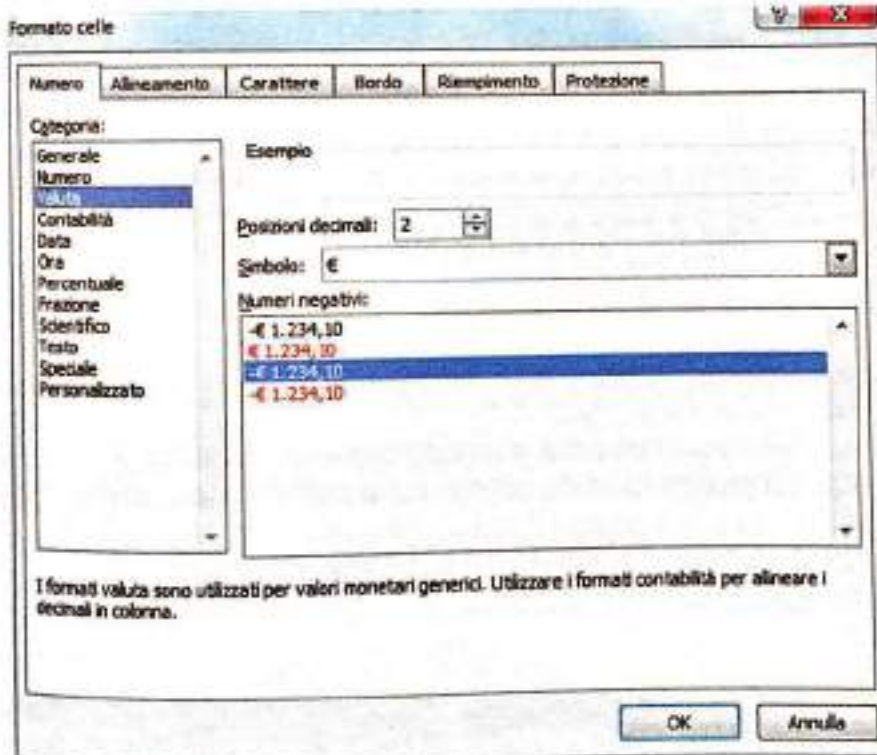 Formato celle
Numero Allineamento Carattere Bordo Riempimento Protezione
Categoria:
Generale
Numero
Valuta
Contabilità
Data
Ora
Percentuale
Frazione
Scientifico
Testo
Speciale
Personalizzato
Esempio
Posizioni decimali: 2
Simbolo: €
Numeri negativi:
-€ 1.234,10
€ 1.234,10
-€ 1.234,10
-€ 1.234,10
I formati valuta sono utilizzati per valori monetari generici. Utilizzare i formati contabilità per allineare i
decimali in colonna.
OK Annulla